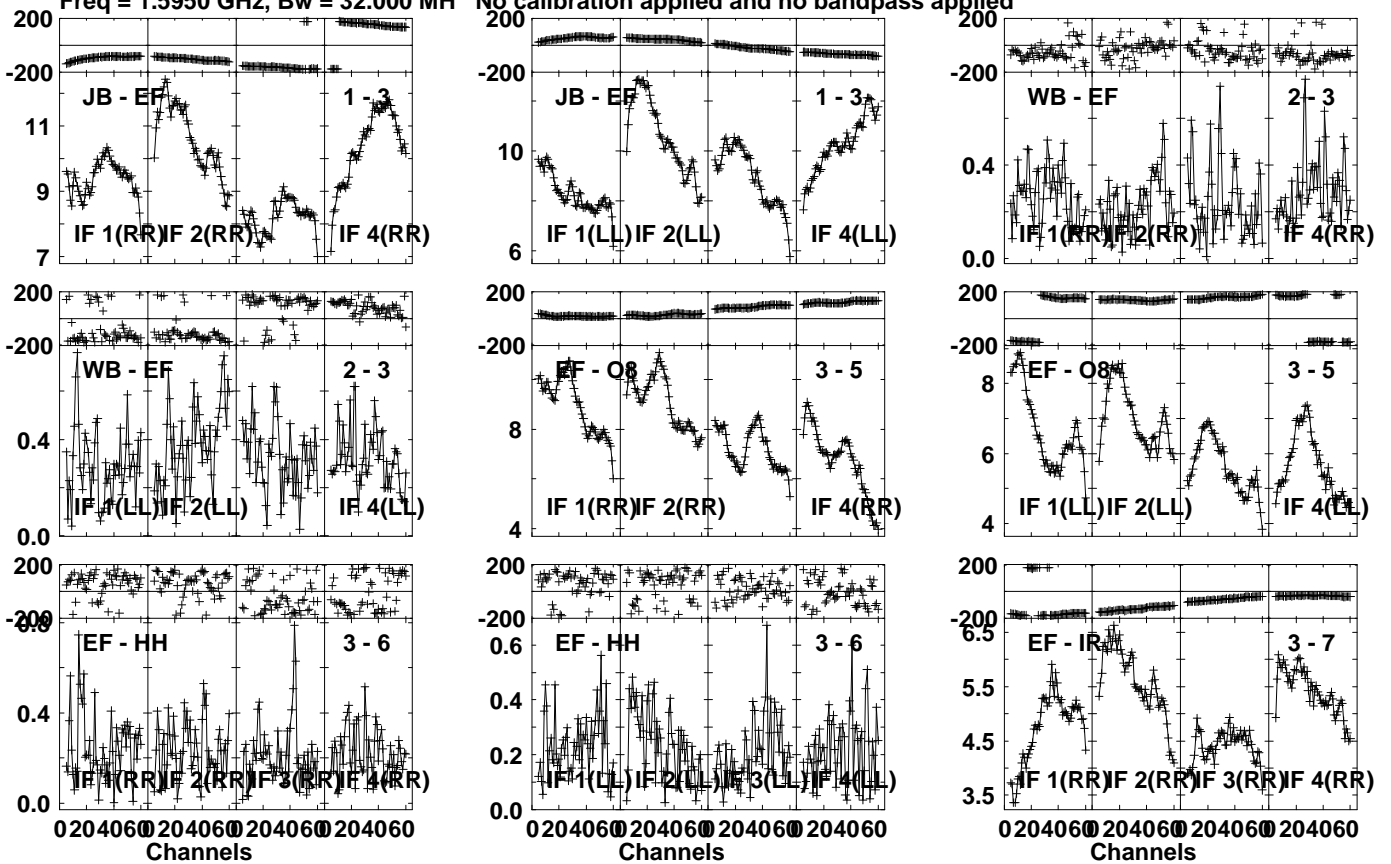 Freq = 1.5950 GHz, Bw = 32.000 MH No calibration applied and no bandpass applied
200
-200
JB - EF 1 - 3
11
9
7
IF 1(RR) IF 2(RR) IF 4(RR)
200
-200
JB - EF 1 - 3
10
6
IF 1(LL) IF 2(LL) IF 4(LL)
200
-200
WB - EF 2 - 3
0.4
0.0
IF 1(RR) IF 2(RR) IF 4(RR)
200
-200
WB - EF 2 - 3
0.4
0.0
IF 1(LL) IF 2(LL) IF 4(LL)
200
-200
EF - O8 3 - 5
8
4
IF 1(RR) IF 2(RR) IF 4(RR)
200
-200
EF - O8 3 - 5
8
6
4
IF 1(LL) IF 2(LL) IF 4(LL)
200
-200
0.8
EF - HH 3 - 6
0.4
0.0
IF 1(RR) IF 2(RR) IF 3(RR) IF 4(RR)
0 20 40 60 0 20 40 60 0 20 40 60 0 20 40 60
Channels
200
-200
EF - HH 3 - 6
0.6
0.4
0.2
0.0
IF 1(LL) IF 2(LL) IF 3(LL) IF 4(LL)
0 20 40 60 0 20 40 60 0 20 40 60 0 20 40 60
Channels
200
-200
EF - IR 3 - 7
6.5
5.5
4.5
3.5
IF 1(RR) IF 2(RR) IF 3(RR) IF 4(RR)
0 20 40 60 0 20 40 60 0 20 40 60 0 20 40 60
Channels